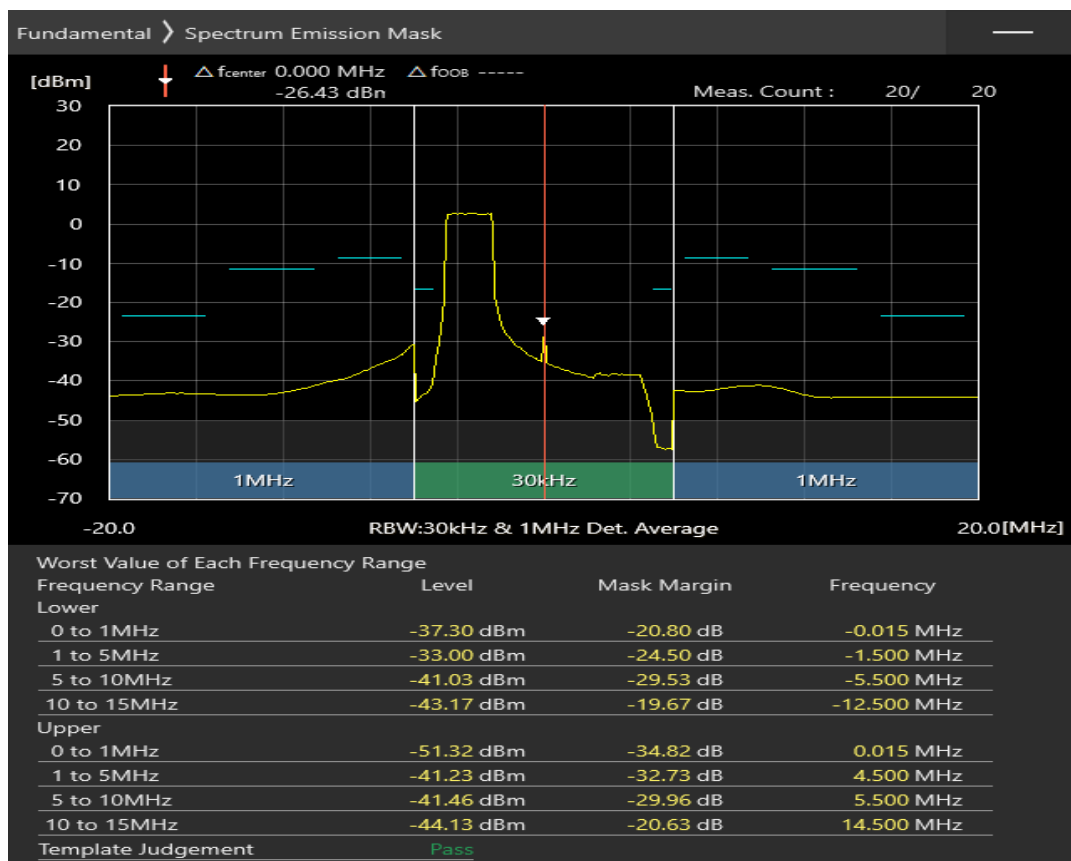 Fundamental ❯ Spectrum Emission Mask
[dBm] △ fcenter 0.000 MHz △ fOOB -----
-26.43 dBn Meas. Count : 20/ 20
30
20
10
0
-10
-20
-30
-40
-50
-60
1MHz 30kHz 1MHz
-70
-20.0 RBW:30kHz & 1MHz Det. Average 20.0[MHz]
Worst Value of Each Frequency Range
Frequency Range Level Mask Margin Frequency
Lower
0 to 1MHz -37.30 dBm -20.80 dB -0.015 MHz
1 to 5MHz -33.00 dBm -24.50 dB -1.500 MHz
5 to 10MHz -41.03 dBm -29.53 dB -5.500 MHz
10 to 15MHz -43.17 dBm -19.67 dB -12.500 MHz
Upper
0 to 1MHz -51.32 dBm -34.82 dB 0.015 MHz
1 to 5MHz -41.23 dBm -32.73 dB 4.500 MHz
5 to 10MHz -41.46 dBm -29.96 dB 5.500 MHz
10 to 15MHz -44.13 dBm -20.63 dB 14.500 MHz
Template Judgement Pass